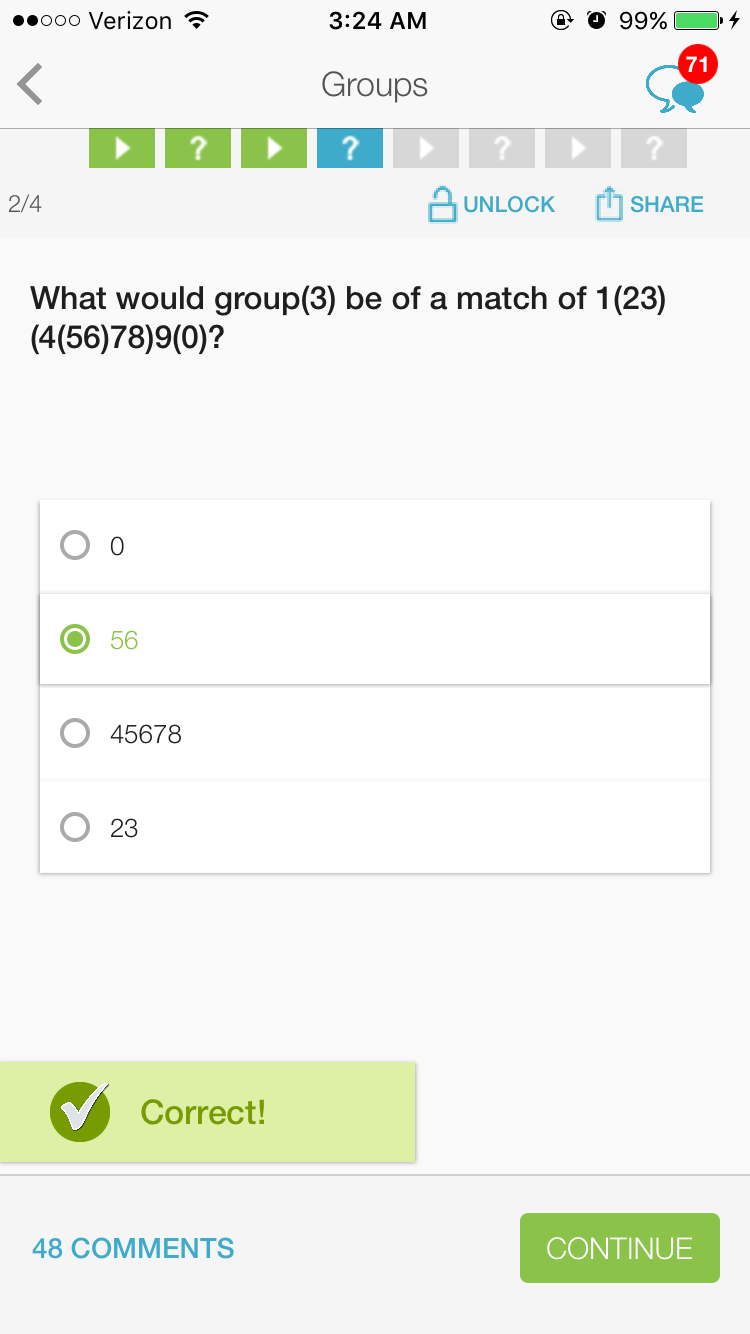 Verizon 3:24 AM 99%
Groups 71
? ? ? ?
2/4 UNLOCK SHARE
What would group(3) be of a match of 1(23)
(4(56)78)9(0)?
0
56
45678
23
Correct!
48 COMMENTS CONTINUE